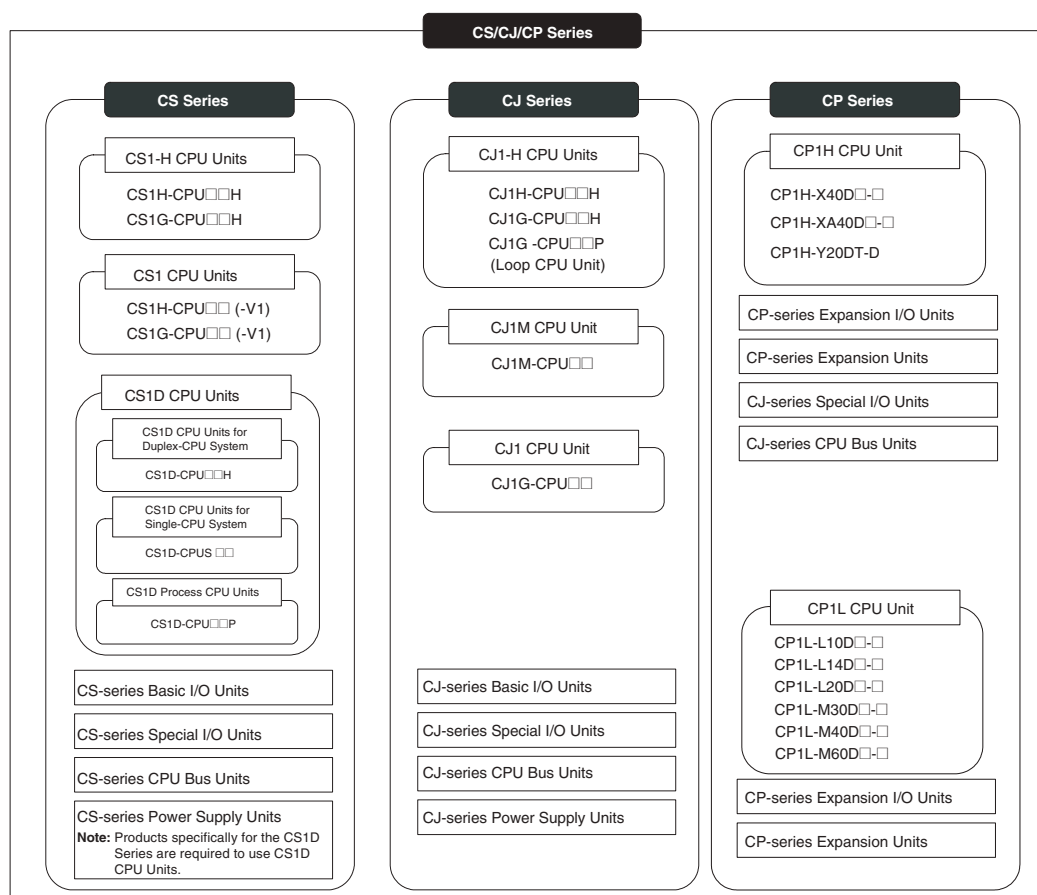 CS/CJ/CP Series
CS Series
CS1-H CPU Units
CS1H-CPU□□H
CS1G-CPU□□H
CS1 CPU Units
CS1H-CPU□□ (-V1)
CS1G-CPU□□ (-V1)
CS1D CPU Units
CS1D CPU Units for
Duplex-CPU System
CS1D-CPU□□H
CS1D CPU Units for
Single-CPU System
CS1D-CPUS □□
CS1D Process CPU Units
CS1D-CPU□□P
CS-series Basic I/O Units
CS-series Special I/O Units
CS-series CPU Bus Units
CS-series Power Supply Units
Note: Products specifically for the CS1D
Series are required to use CS1D
CPU Units.
CJ Series
CJ1-H CPU Units
CJ1H-CPU□□H
CJ1G-CPU□□H
CJ1G -CPU□□P
(Loop CPU Unit)
CJ1M CPU Unit
CJ1M-CPU□□
CJ1 CPU Unit
CJ1G-CPU□□
CJ-series Basic I/O Units
CJ-series Special I/O Units
CJ-series CPU Bus Units
CJ-series Power Supply Units
CP Series
CP1H CPU Unit
CP1H-X40D□-□
CP1H-XA40D□-□
CP1H-Y20DT-D
CP-series Expansion I/O Units
CP-series Expansion Units
CJ-series Special I/O Units
CJ-series CPU Bus Units
CP1L CPU Unit
CP1L-L10D□-□
CP1L-L14D□-□
CP1L-L20D□-□
CP1L-M30D□-□
CP1L-M40D□-□
CP1L-M60D□-□
CP-series Expansion I/O Units
CP-series Expansion Units